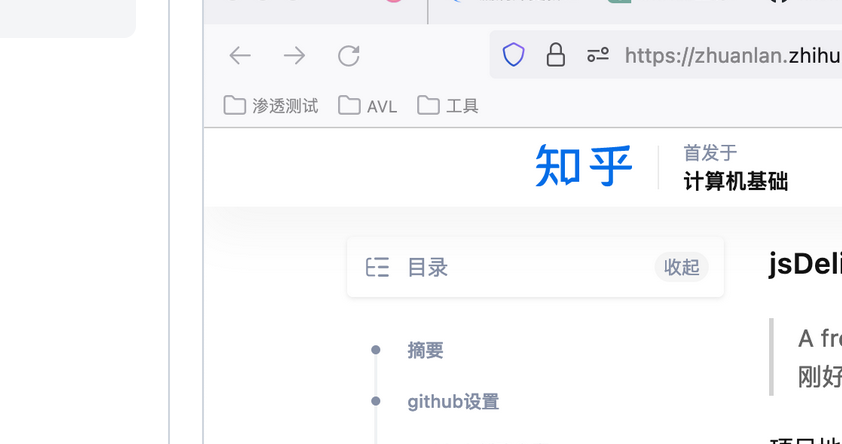 https://zhuanlan.zhihu
渗透测试 AVL 工具
知乎
首发于
计算机基础
目录 收起
摘要
github设置
jsDeli
A fre
刚好